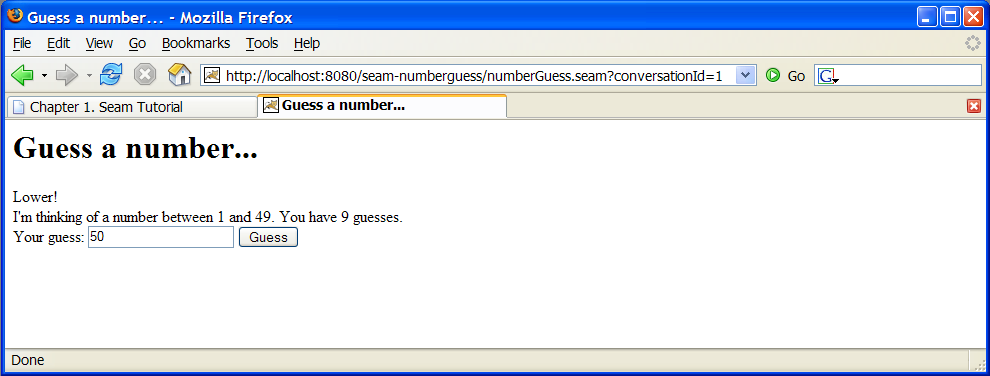 Guess a number... - Mozilla Firefox
File Edit View Go Bookmarks Tools Help
http://localhost:8080/seam-numberguess/numberGuess.seam?conversationId=1 Go G
Chapter 1. Seam Tutorial Guess a number...
Guess a number...
Lower!
I'm thinking of a number between 1 and 49. You have 9 guesses.
Your guess: 50 Guess
Done